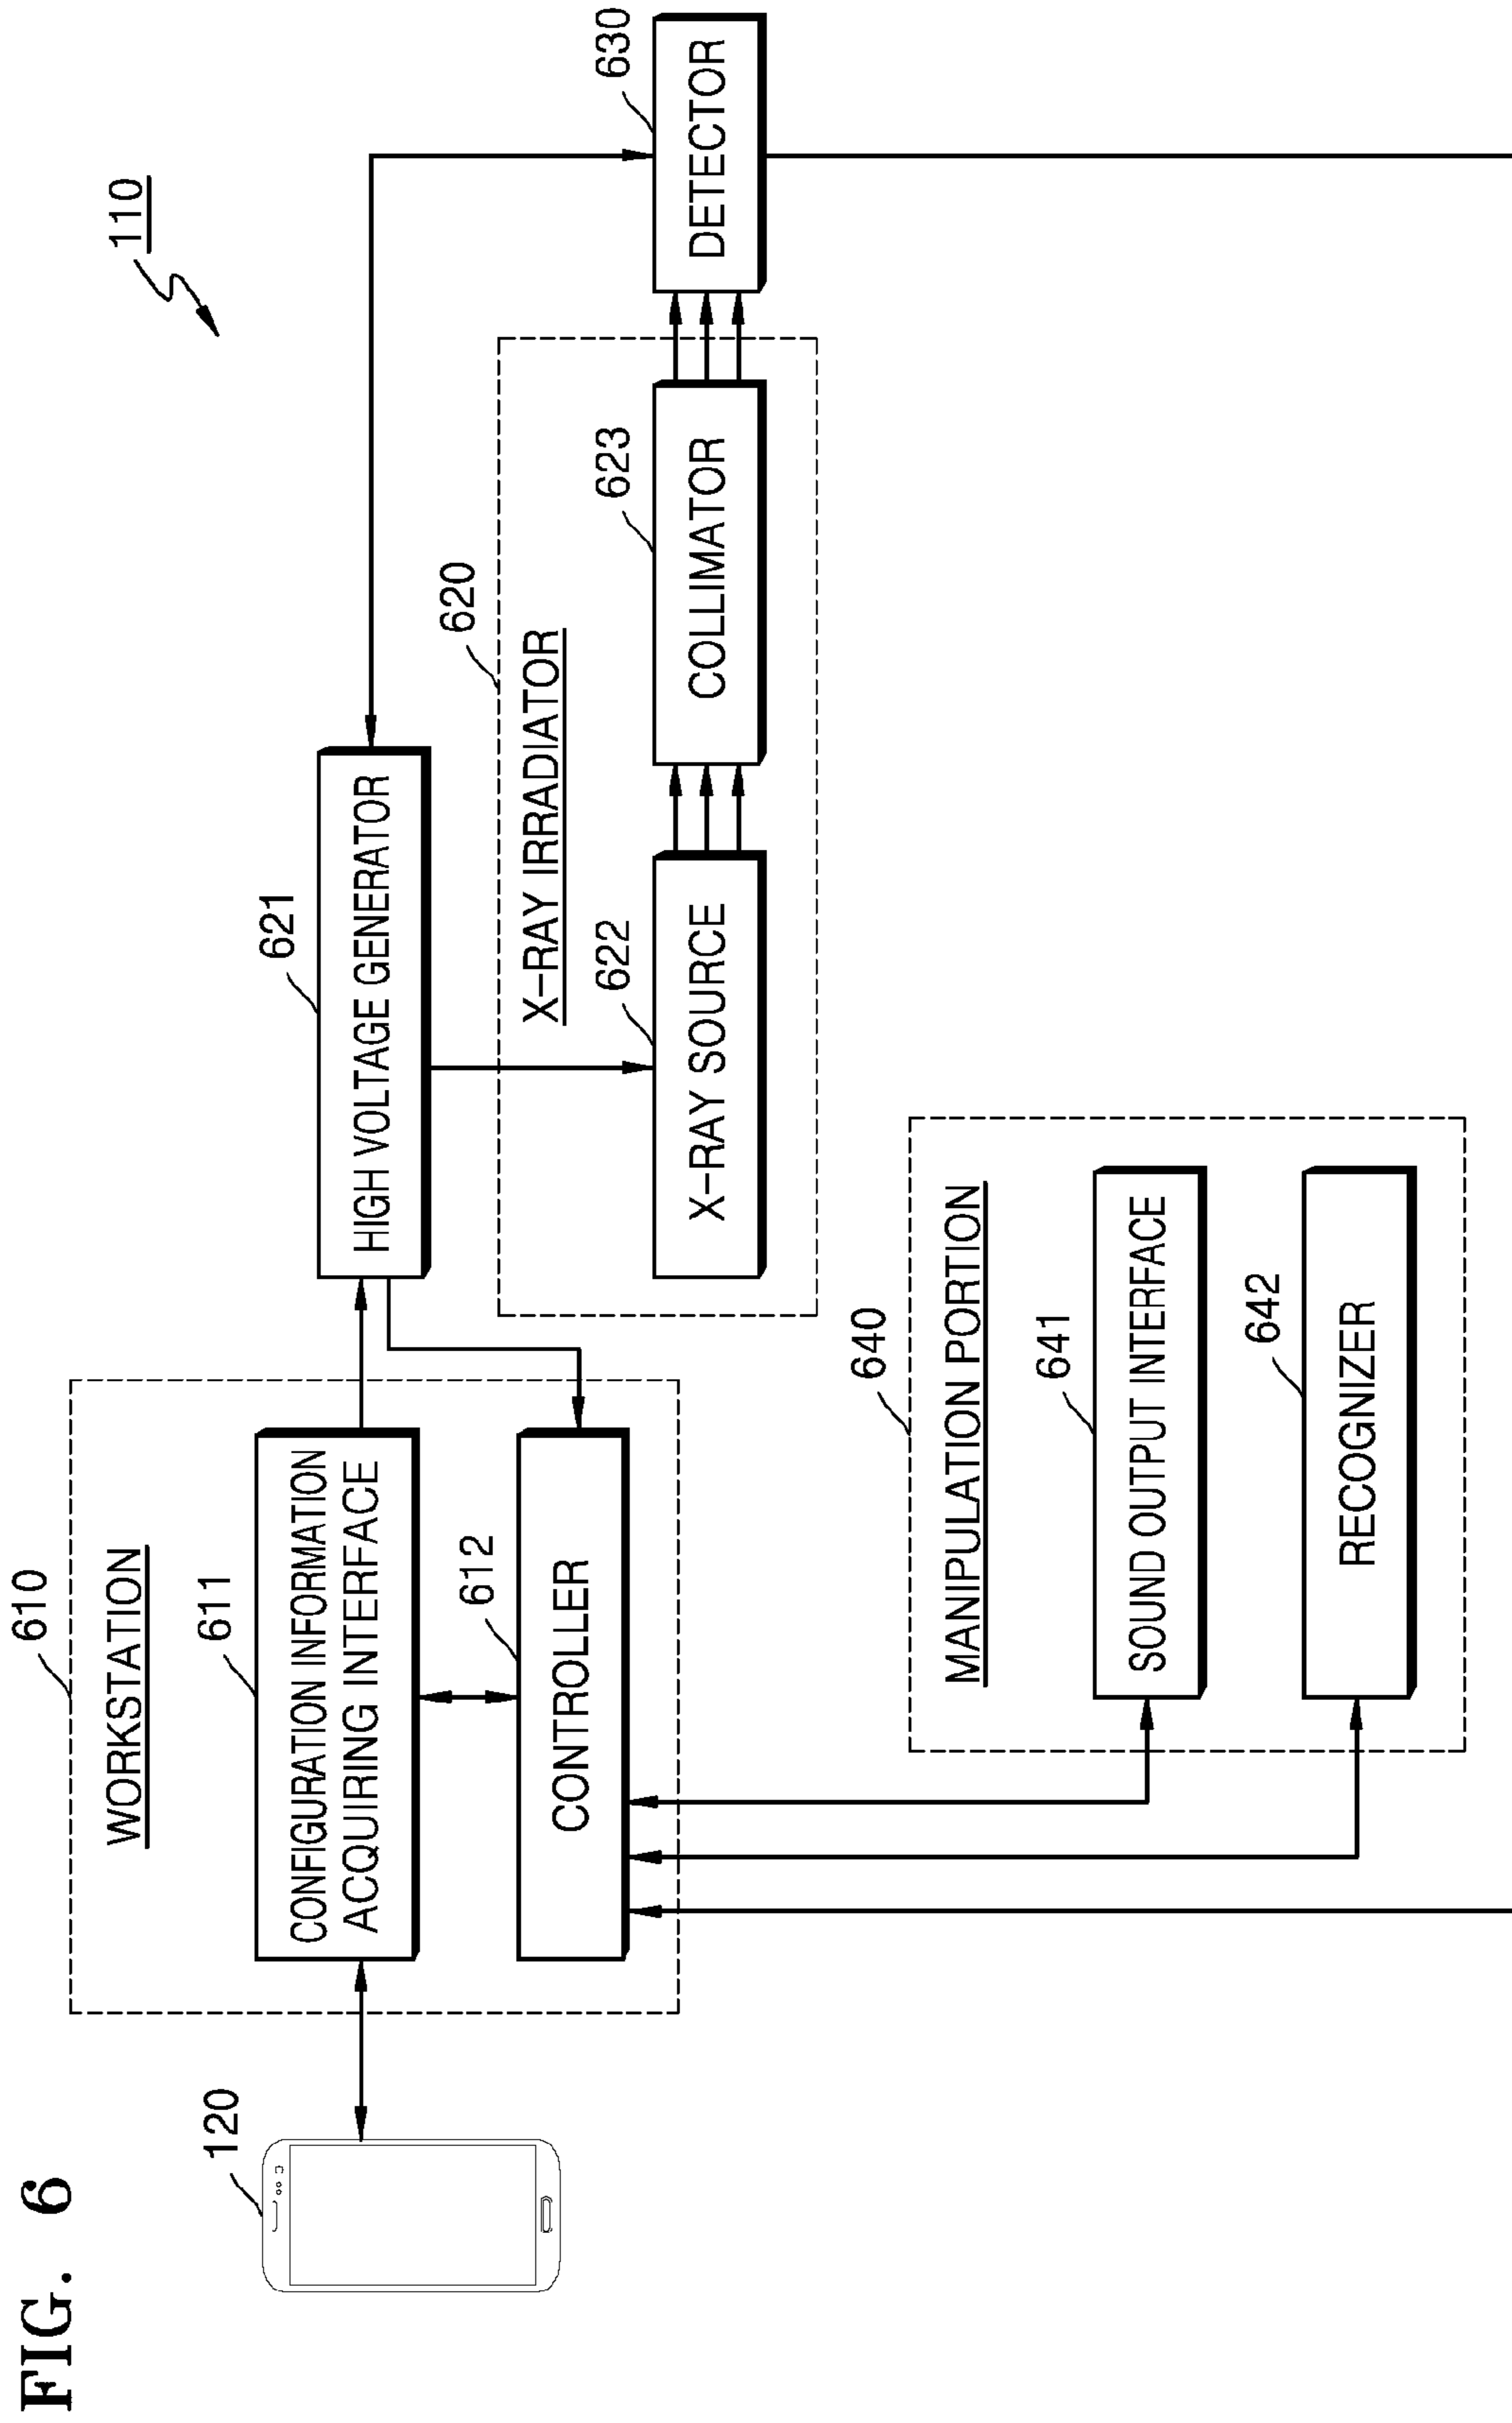 FIG. 6
110
610
WORKSTATION
120
611
CONFIGURATION INFORMATION
ACQUIRING INTERFACE
612
CONTROLLER
621
HIGH VOLTAGE GENERATOR
620
X-RAY IRRADIATOR
622
X-RAY SOURCE
623
COLLIMATOR
630
DETECTOR
640
MANIPULATION PORTION
641
SOUND OUTPUT INTERFACE
642
RECOGNIZER